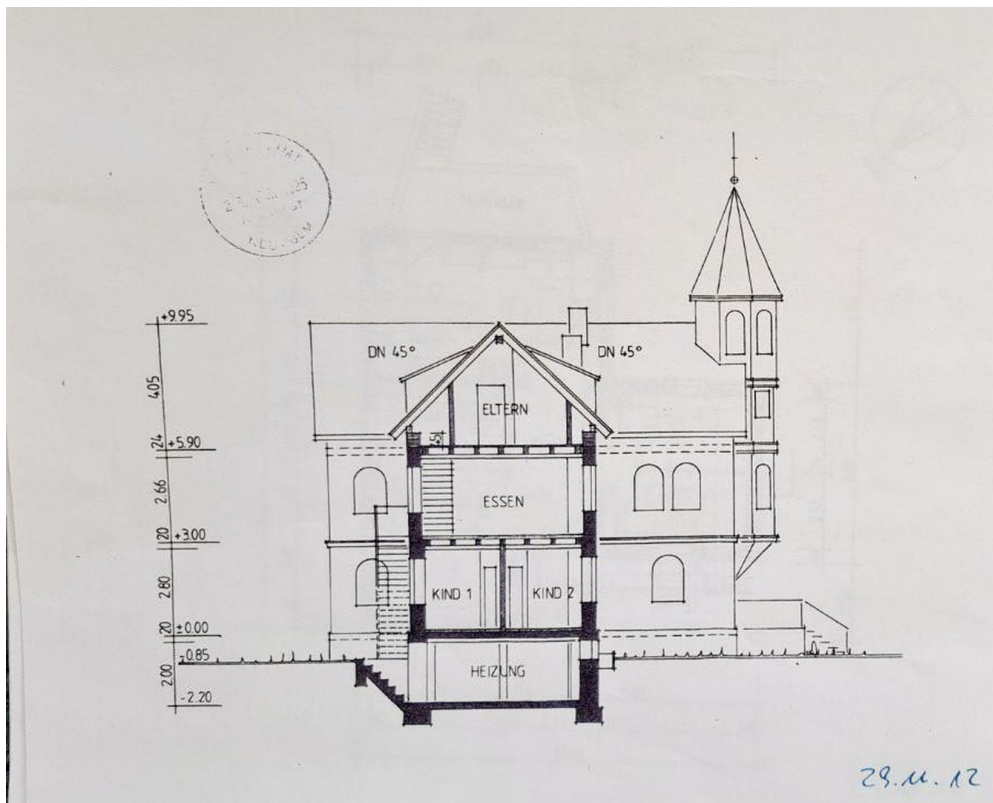 +9.95
DN 45°
DN 45°
4.05
ELTERN
24
+5.90
2.66
ESSEN
20
+3.00
2.80
KIND 1
KIND 2
20
±0.00
±0.85
2.00
HEIZUNG
-2.20
29.11.12